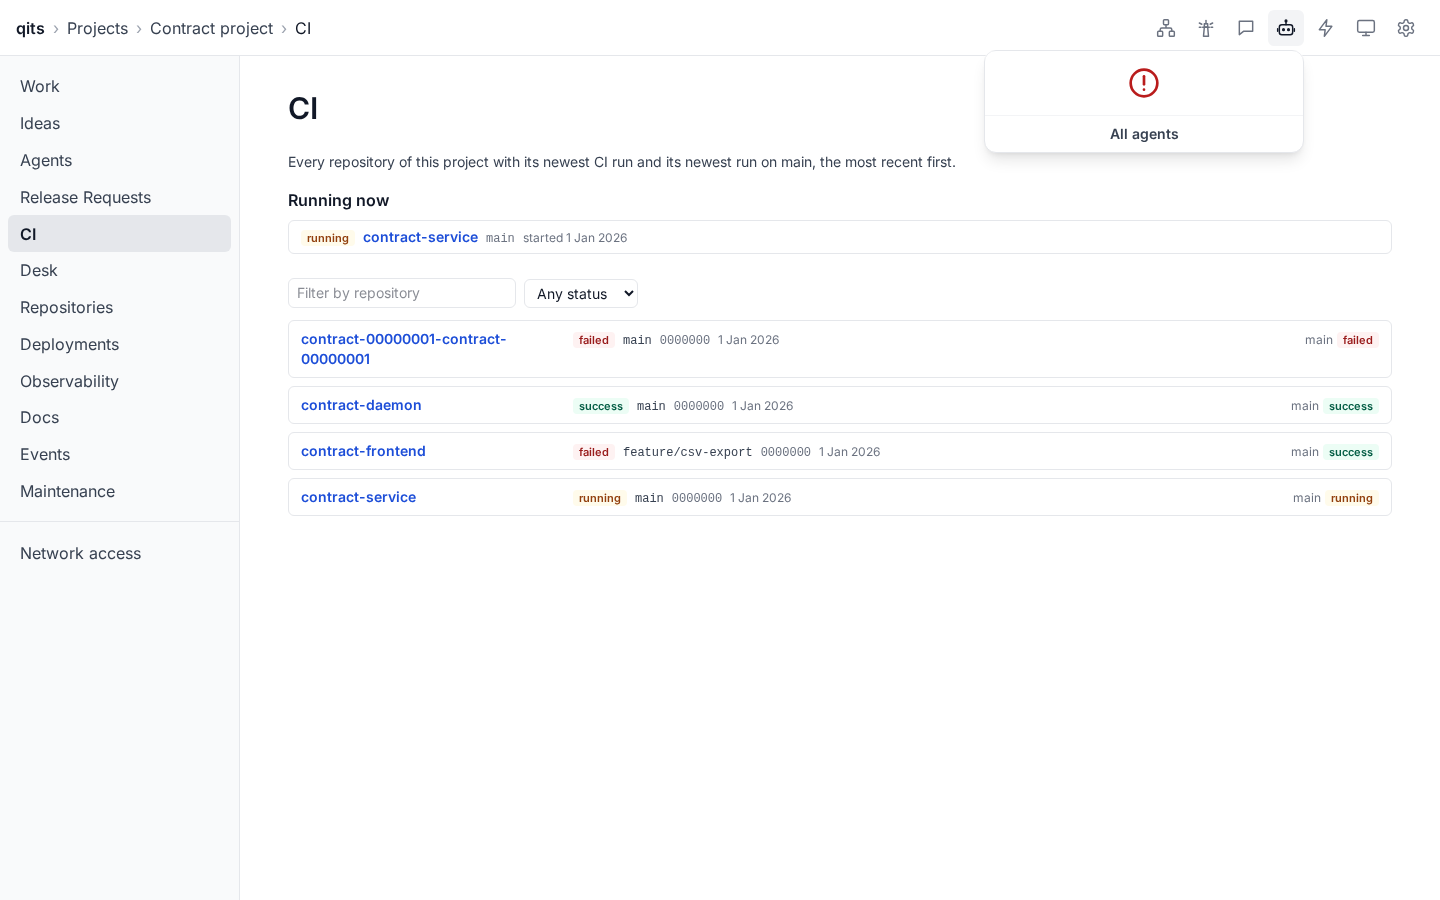 qits › Projects › Contract project › CI
All agents
Work
Ideas
Agents
Release Requests
CI
Desk
Repositories
Deployments
Observability
Docs
Events
Maintenance
Network access
CI
Every repository of this project with its newest CI run and its newest run on main, the most recent first.
Running now
running contract-service main started 1 Jan 2026
Filter by repository Any status
contract-00000001-contract-
00000001 failed main 0000000 1 Jan 2026 main failed
contract-daemon success main 0000000 1 Jan 2026 main success
contract-frontend failed feature/csv-export 0000000 1 Jan 2026 main success
contract-service running main 0000000 1 Jan 2026 main running